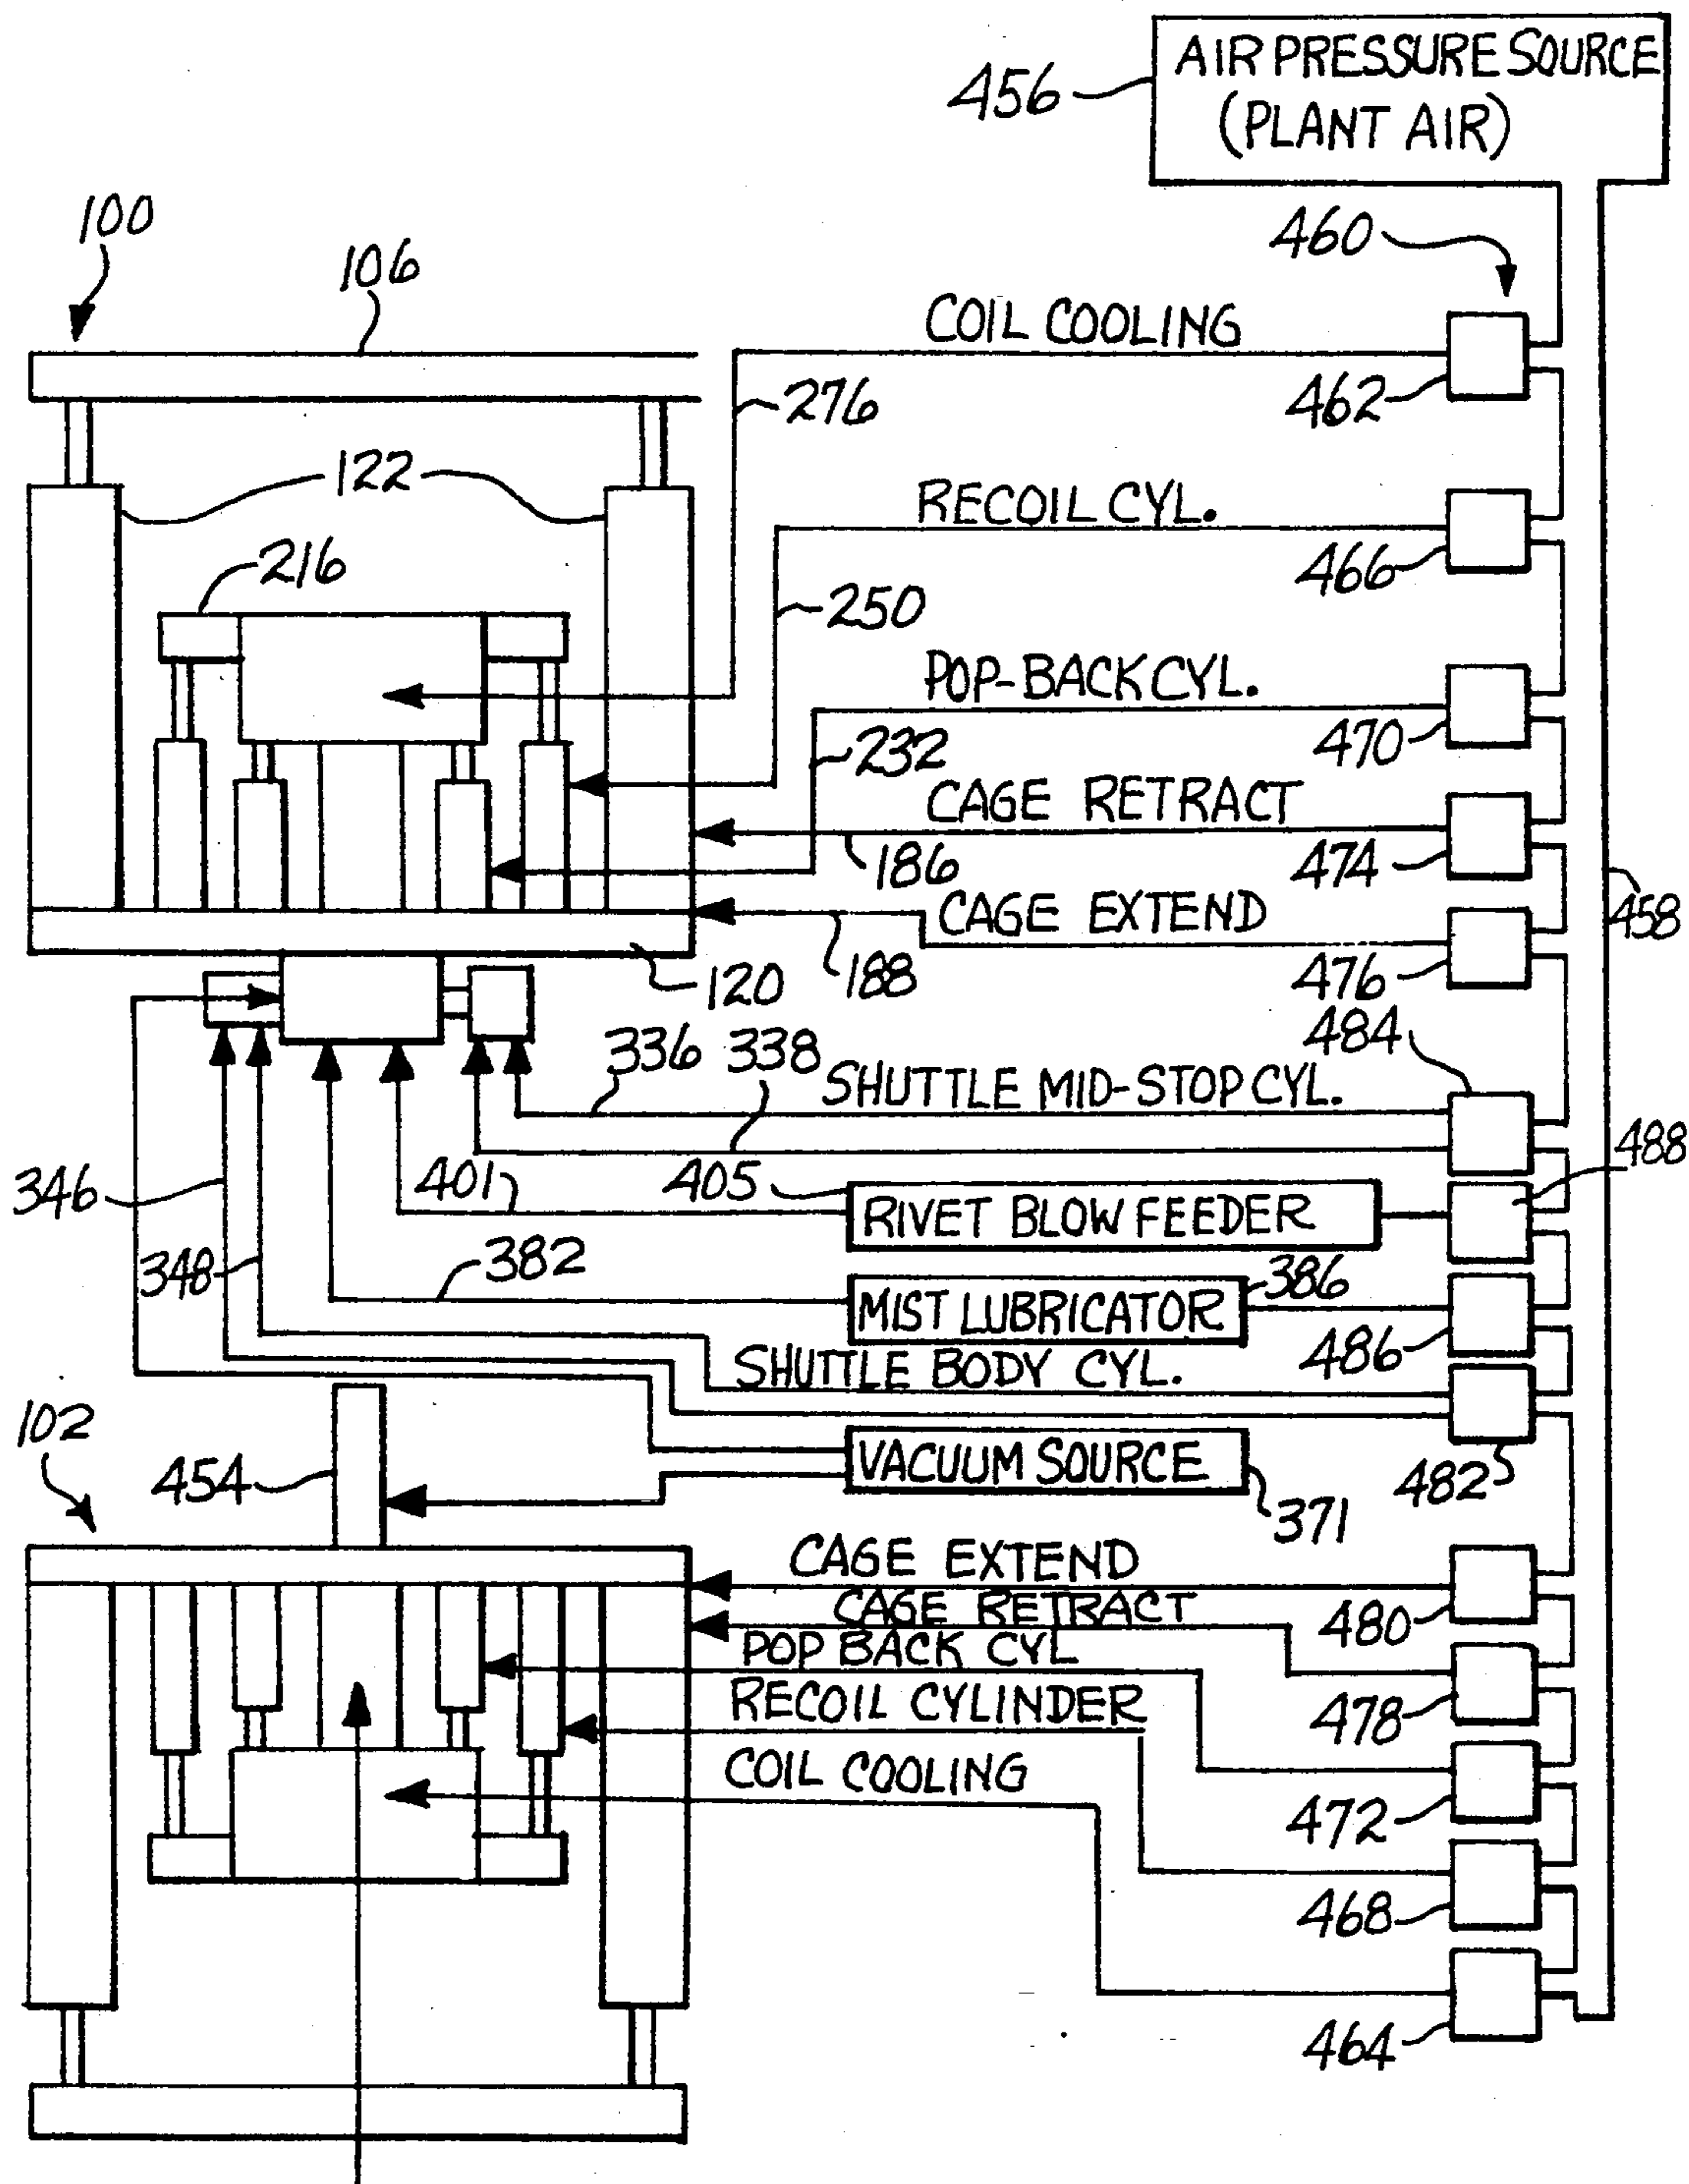 AIR PRESSURE SOURCE
(PLANT AIR)
456
100
106
460
COIL COOLING
276
462
122
RECOIL CYL.
216
466
250
POP-BACK CYL.
232
470
CAGE RETRACT
186
474
458
CAGE EXTEND
188
120
476
484
336 338
SHUTTLE MID-STOP CYL.
488
346
401
405
RIVET BLOW FEEDER
348
382
386
MIST LUBRICATOR
486
SHUTTLE BODY CYL.
102
454
VACUUM SOURCE
482
371
CAGE EXTEND
480
CAGE RETRACT
POP BACK CYL
478
RECOIL CYLINDER
COIL COOLING
472
468
464